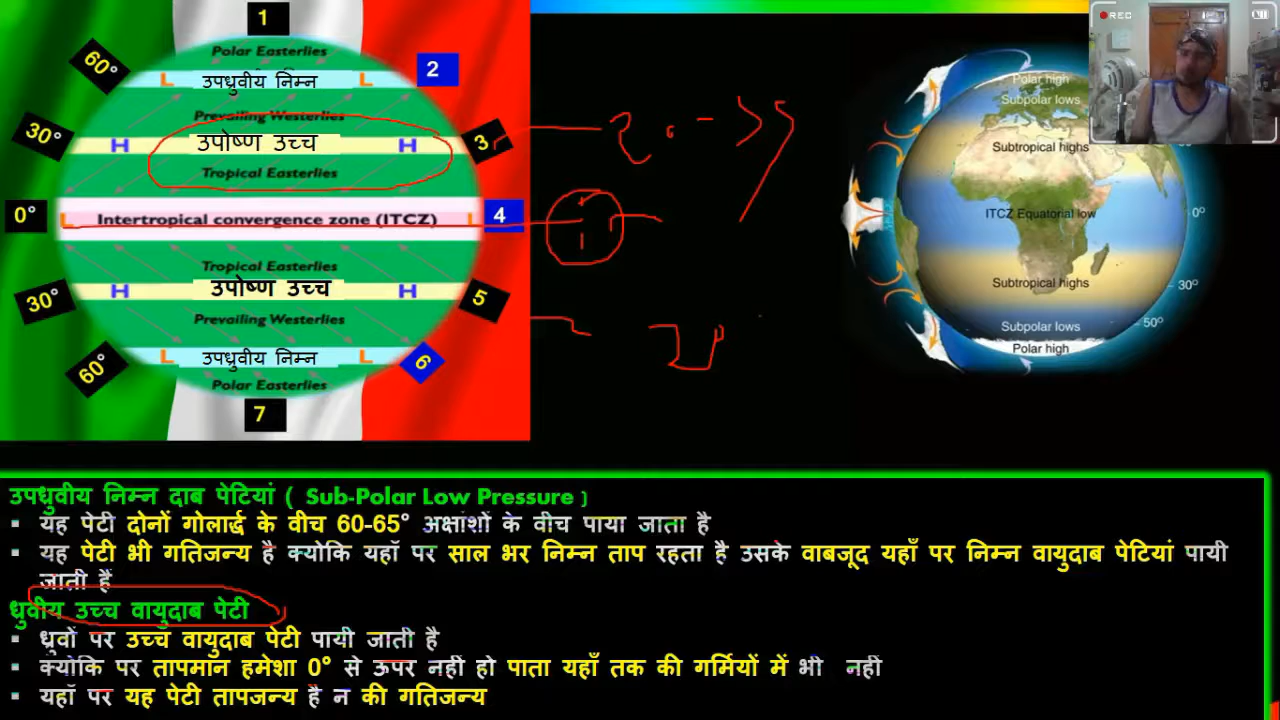 1
Polar Easterlies
60°
L उपध्रुवीय निम्न L
2
Prevailing Westerlies
30°
H उपोष्ण उच्च H
3
Tropical Easterlies
0°
L Intertropical convergence zone (ITCZ) L
4
Tropical Easterlies
30°
H उपोष्ण उच्च H
5
Prevailing Westerlies
60°
L उपध्रुवीय निम्न L
6
Polar Easterlies
7
REC
Polar high
Subpolar lows
Subtropical highs
ITCZ Equatorial low
0°
Subtropical highs
30°
Subpolar lows
50°
Polar high
उपध्रुवीय निम्न दाब पेटियां ( Sub-Polar Low Pressure )
▪ यह पेटी दोनों गोलार्द्ध के वीच 60-65° अक्षांशों के वीच पाया जाता है
▪ यह पेटी भी गतिजन्य है क्योकि यहॉ पर साल भर निम्न ताप रहता है उसके वाबजूद यहाँ पर निम्न वायुदाब पेटियां पायी
जाती हैं
ध्रुवीय उच्च वायुदाब पेटी
▪ ध्रुवों पर उच्च वायुदाब पेटी पायी जाती है
▪ क्योकि पर तापमान हमेशा 0° से ऊपर नहीं हो पाता यहाँ तक की गर्मियों में भी नहीं
▪ यहॉ पर यह पेटी तापजन्य है न की गतिजन्य